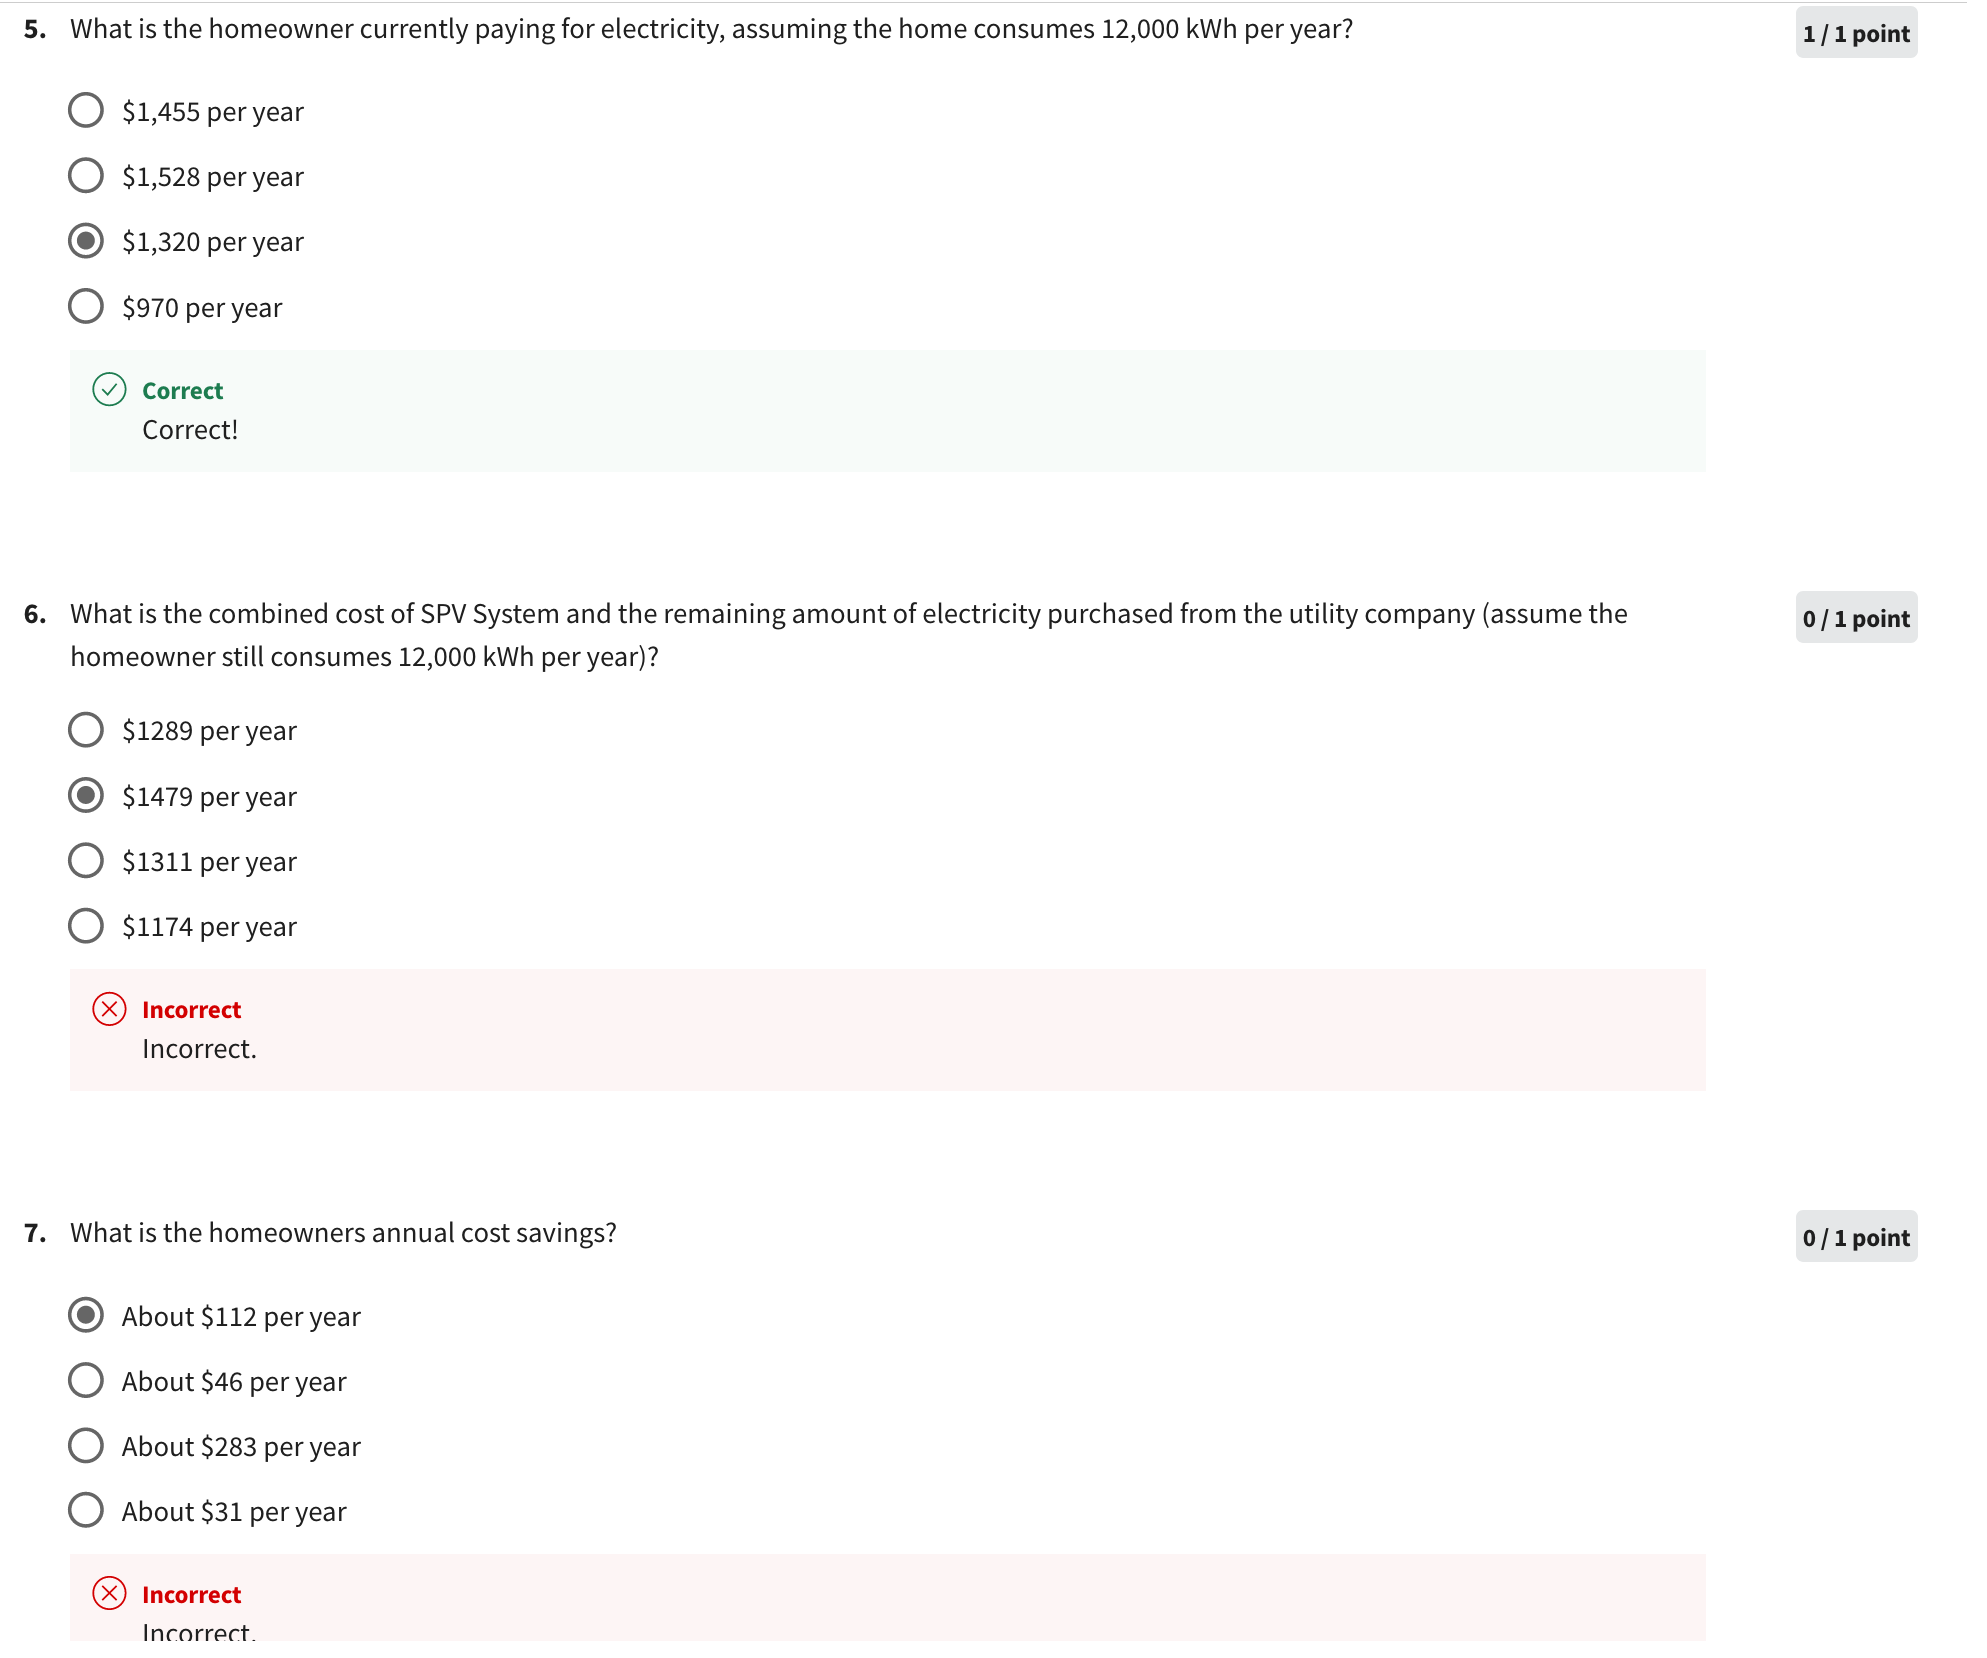 5. What is the homeowner currently paying for electricity, assuming the home consumes 12,000 kWh per year?
1 / 1 point
$1,455 per year
$1,528 per year
$1,320 per year
$970 per year
Correct
Correct!
6. What is the combined cost of SPV System and the remaining amount of electricity purchased from the utility company (assume the
0 / 1 point
homeowner still consumes 12,000 kWh per year)?
$1289 per year
$1479 per year
$1311 per year
$1174 per year
Incorrect
Incorrect.
7. What is the homeowners annual cost savings?
0 / 1 point
About $112 per year
About $46 per year
About $283 per year
About $31 per year
Incorrect
Incorrect.